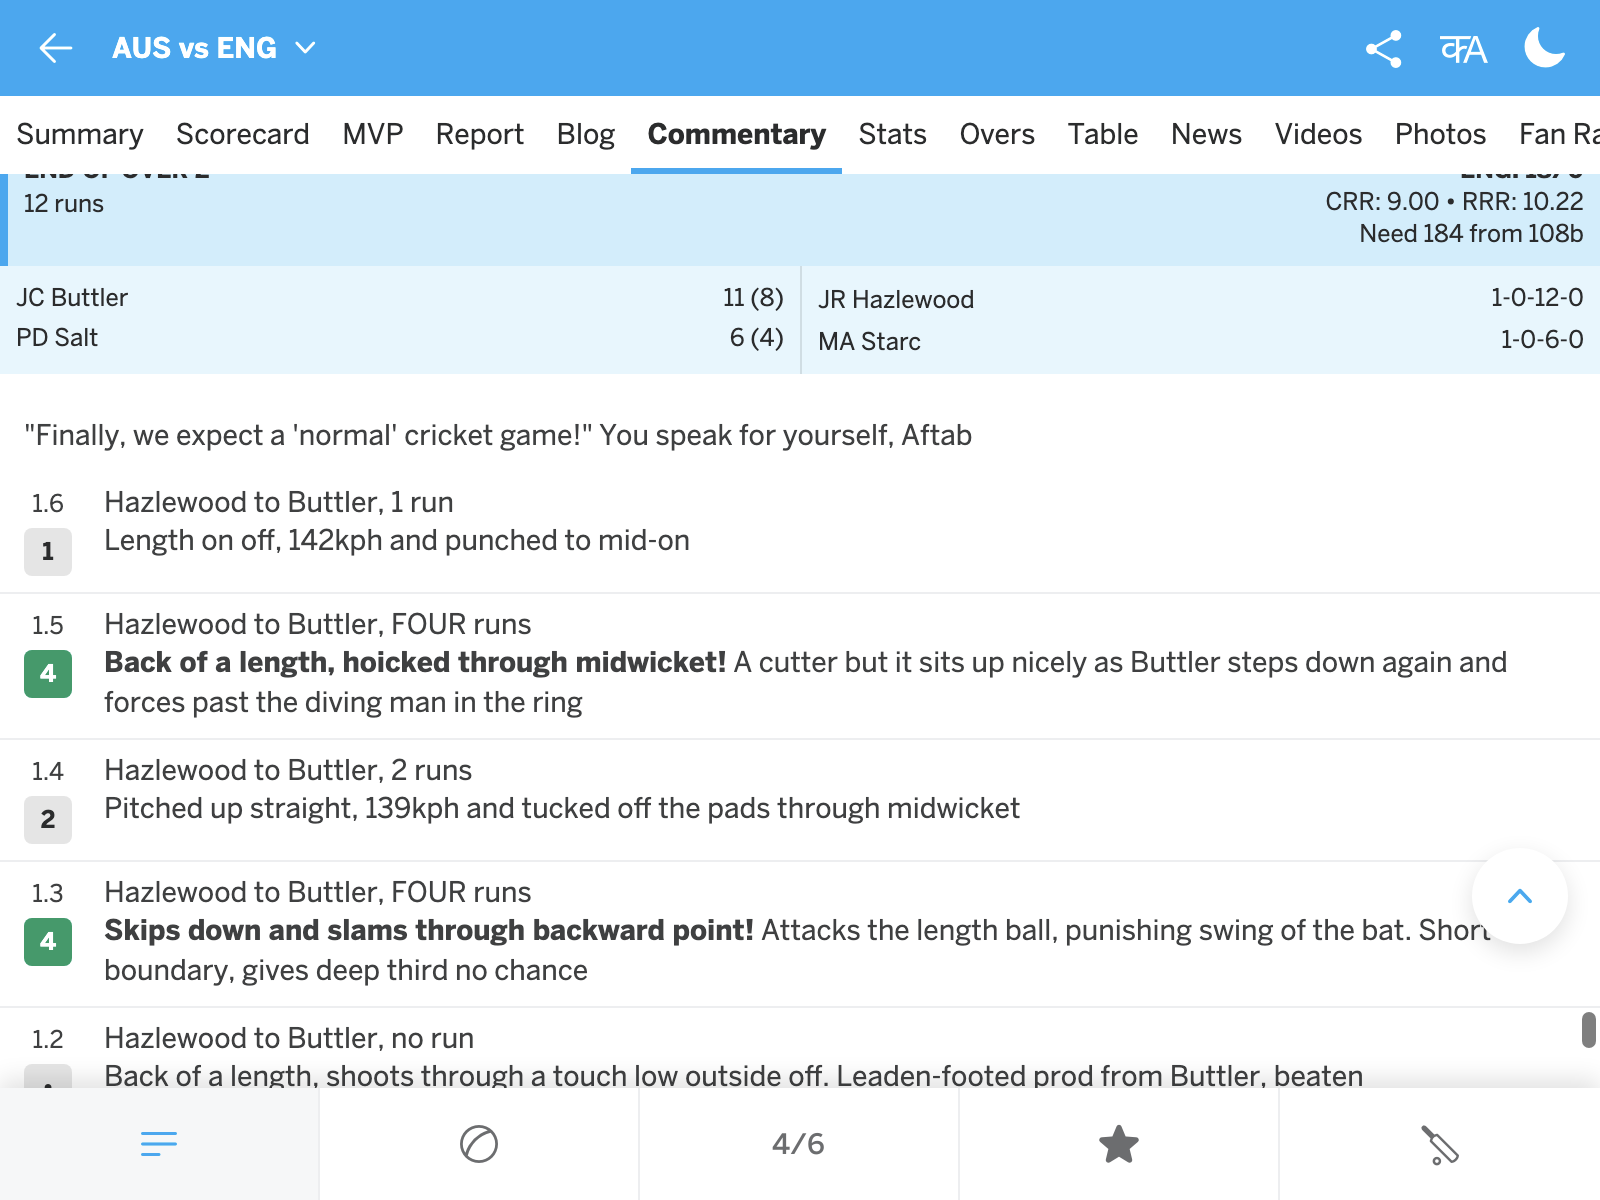 AUS vs ENG
Summary Scorecard MVP Report Blog Commentary Stats Overs Table News Videos Photos Fan Ra
END OF OVER 2
12 runs
CRR: 9.00 • RRR: 10.22
Need 184 from 108b
JC Buttler 11 (8)
PD Salt 6 (4)
JR Hazlewood 1-0-12-0
MA Starc 1-0-6-0
"Finally, we expect a 'normal' cricket game!" You speak for yourself, Aftab
1.6 Hazlewood to Buttler, 1 run
1 Length on off, 142kph and punched to mid-on
1.5 Hazlewood to Buttler, FOUR runs
4 Back of a length, hoicked through midwicket! A cutter but it sits up nicely as Buttler steps down again and
forces past the diving man in the ring
1.4 Hazlewood to Buttler, 2 runs
2 Pitched up straight, 139kph and tucked off the pads through midwicket
1.3 Hazlewood to Buttler, FOUR runs
4 Skips down and slams through backward point! Attacks the length ball, punishing swing of the bat. Short
boundary, gives deep third no chance
1.2 Hazlewood to Buttler, no run
Back of a length, shoots through a touch low outside off. Leaden-footed prod from Buttler, beaten
4/6